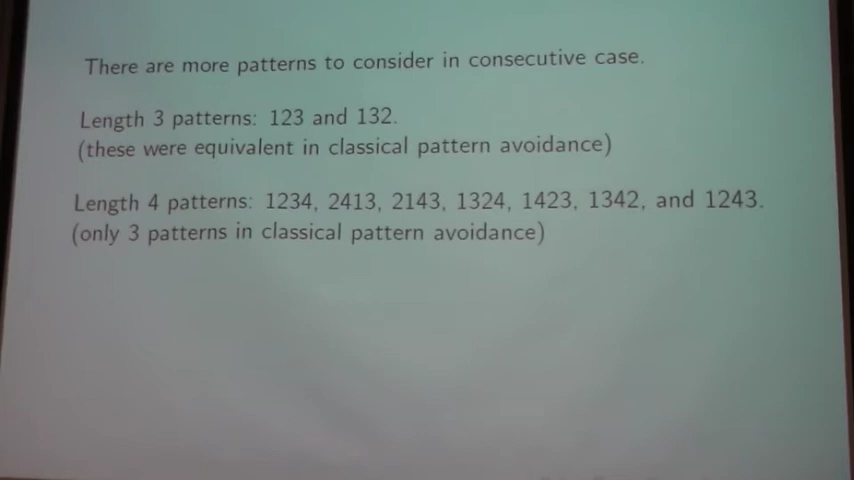 There are more patterns to consider in consecutive case.
Length 3 patterns: 123 and 132.
(these were equivalent in classical pattern avoidance)
Length 4 patterns: 1234, 2413, 2143, 1324, 1423, 1342, and 1243.
(only 3 patterns in classical pattern avoidance)